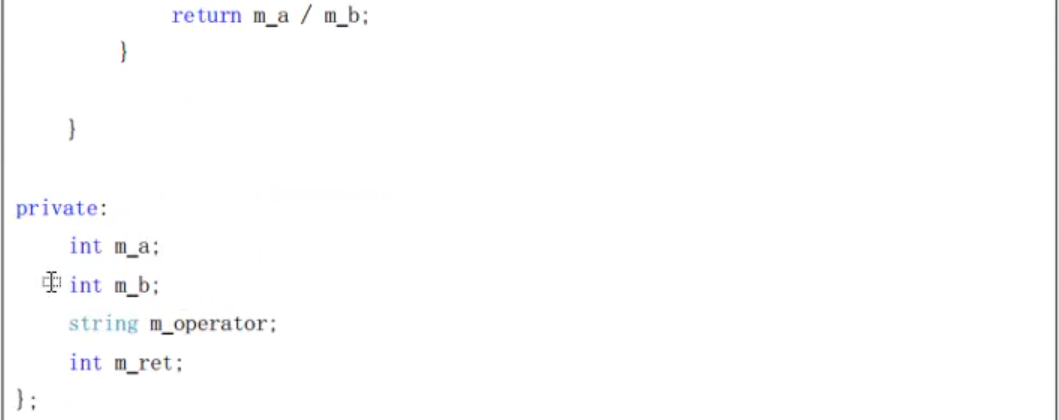 return m_a / m_b;
}
}
private:
int m_a;
int m_b;
string m_operator;
int m_ret;
};